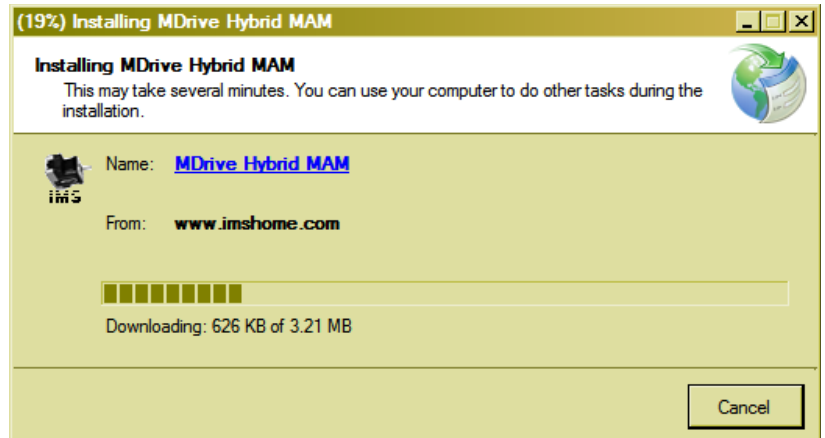 (19%) Installing MDrive Hybrid MAM
Installing MDrive Hybrid MAM
This may take several minutes. You can use your computer to do other tasks during the
installation.
Name: MDrive Hybrid MAM
IMS
From: www.imshome.com
Downloading: 626 KB of 3.21 MB
Cancel